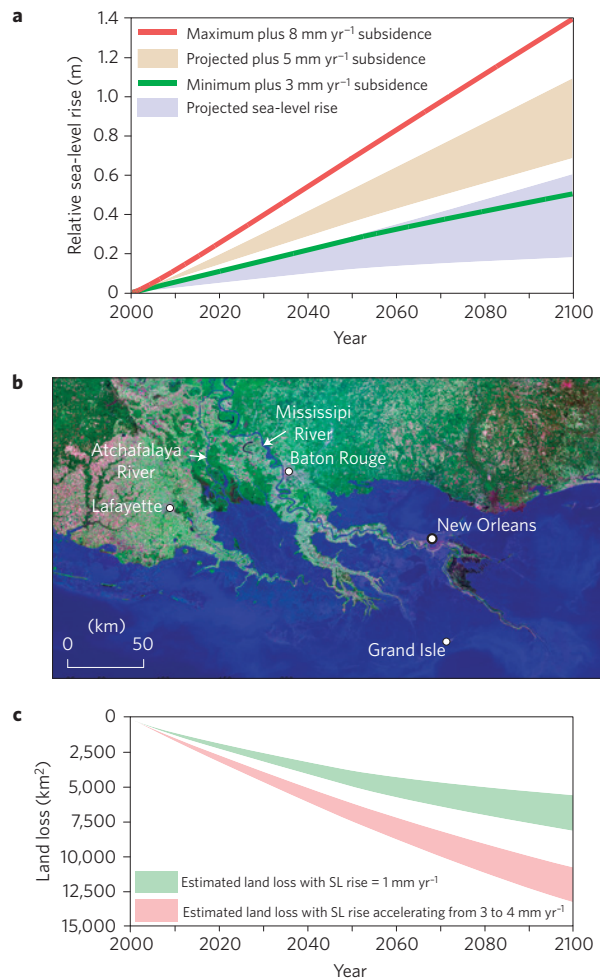 a
1.4
1.2
1.0
0.8
0.6
0.4
0.2
0
Relative sea-level rise (m)
Maximum plus 8 mm yr⁻¹ subsidence
Projected plus 5 mm yr⁻¹ subsidence
Minimum plus 3 mm yr⁻¹ subsidence
Projected sea-level rise
2000 2020 2040 2060 2080 2100
Year
b
Mississipi
River
Atchafalaya
River
Baton Rouge
Lafayette
New Orleans
(km)
0 50
Grand Isle
c
0
2,500
5,000
7,500
10,000
12,500
15,000
Land loss (km²)
Estimated land loss with SL rise = 1 mm yr⁻¹
Estimated land loss with SL rise accelerating from 3 to 4 mm yr⁻¹
2000 2020 2040 2060 2080 2100
Year